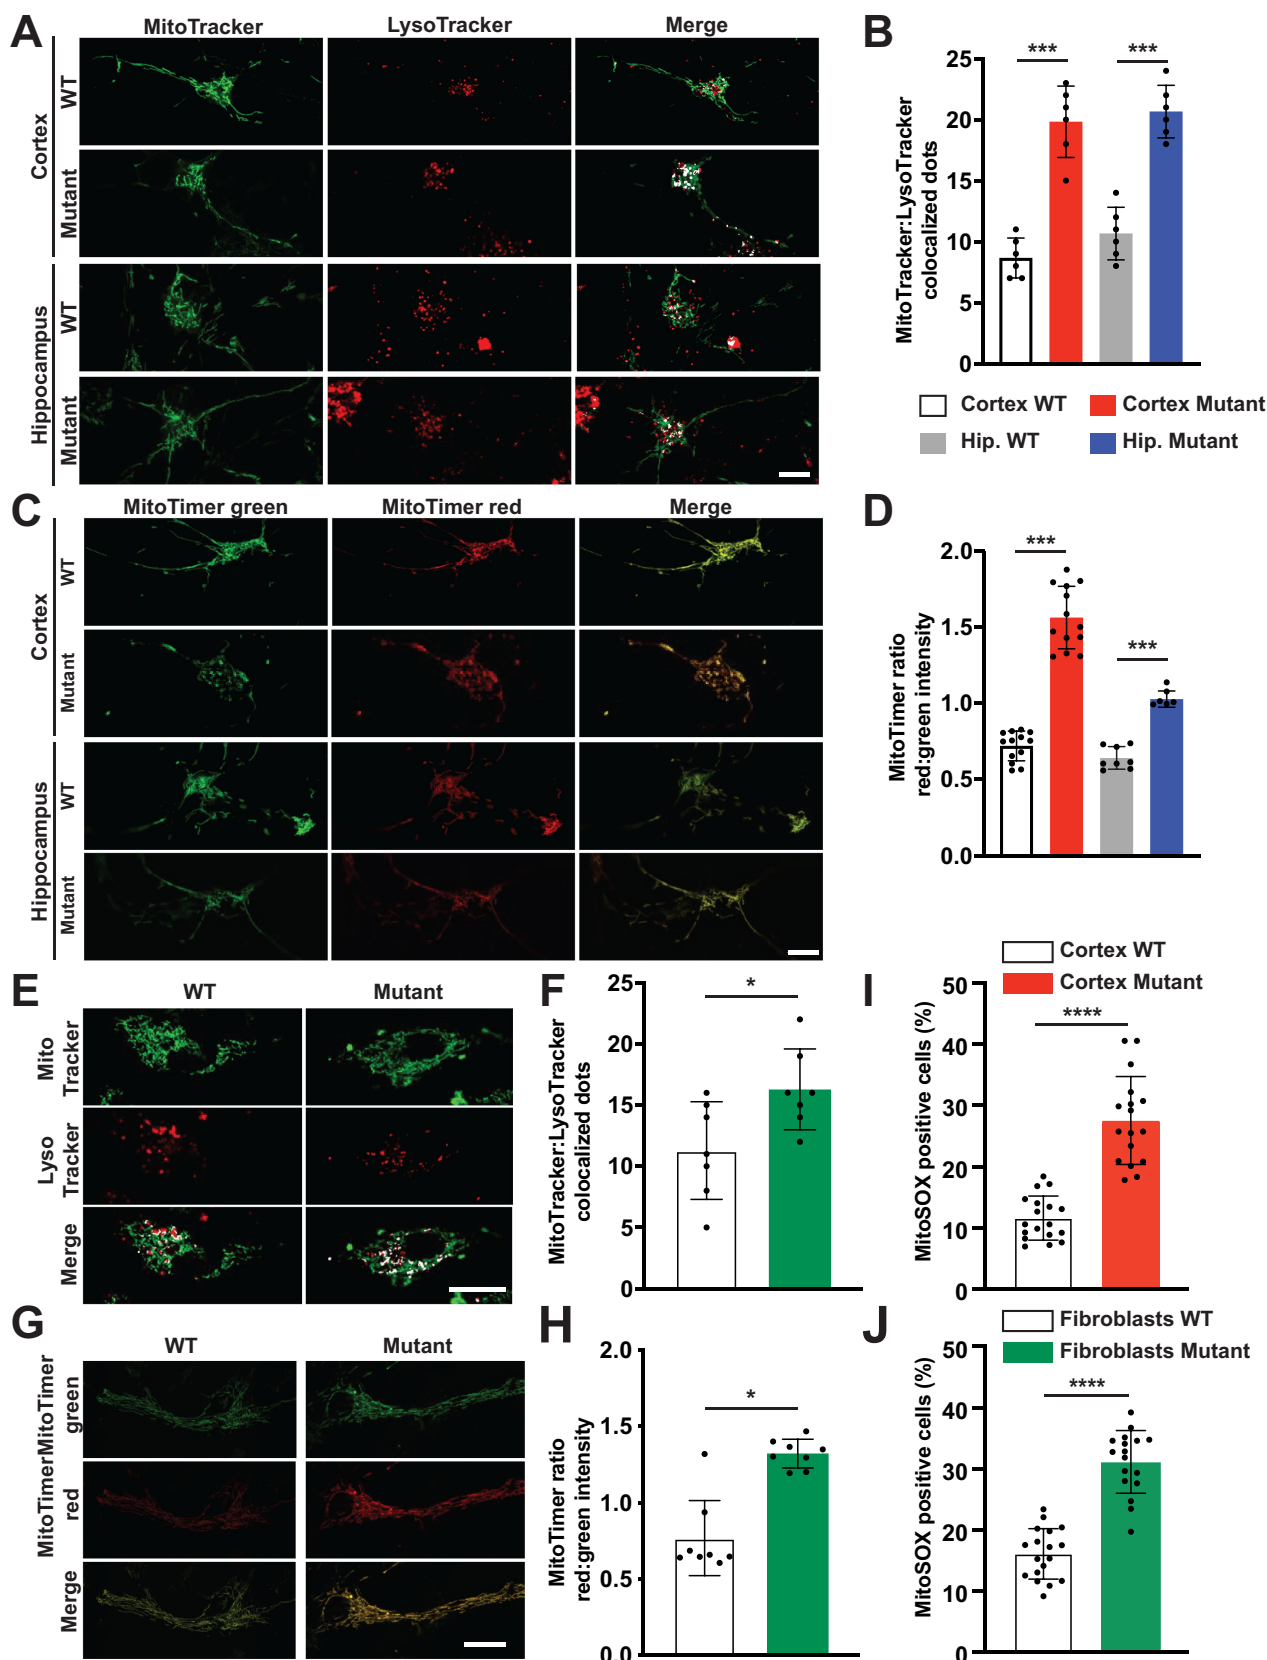 A
MitoTracker
LysoTracker
Merge
Cortex
WT
Mutant
Hippocampus
WT
Mutant
B
MitoTracker:LysoTracker
colocalized dots
25
20
15
10
5
0
***
***
Cortex WT
Cortex Mutant
Hip. WT
Hip. Mutant
C
MitoTimer green
MitoTimer red
Merge
Cortex
WT
Mutant
Hippocampus
WT
Mutant
D
MitoTimer ratio
red:green intensity
2.0
1.5
1.0
0.5
0.0
***
***
E
WT
Mutant
Mito
Tracker
Lyso
Tracker
Merge
F
MitoTracker:LysoTracker
colocalized dots
25
20
15
10
5
0
*
Cortex WT
Cortex Mutant
I
MitoSOX positive cells (%)
50
40
30
20
10
0
****
G
WT
Mutant
MitoTimer
green
MitoTimer
red
Merge
H
MitoTimer ratio
red:green intensity
2.0
1.5
1.0
0.5
0.0
*
Fibroblasts WT
Fibroblasts Mutant
J
MitoSOX positive cells (%)
50
40
30
20
10
0
****